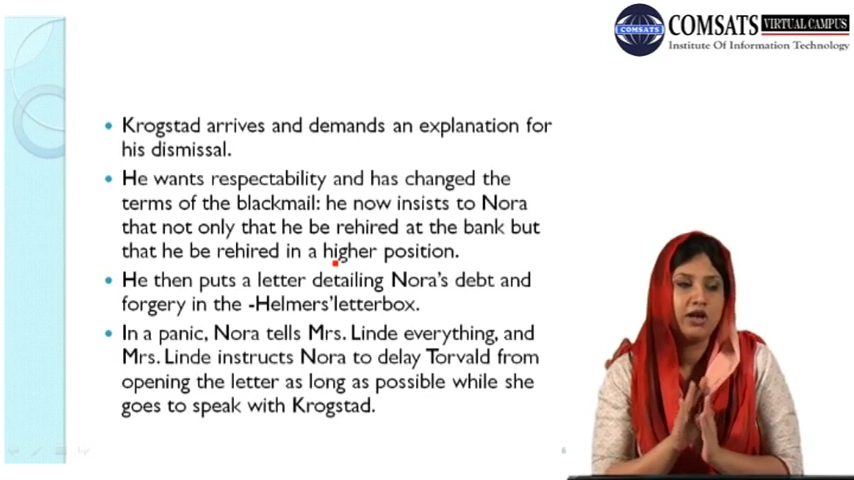 COMSATS VIRTUAL CAMPUS
COMSATS
Institute Of Information Technology
• Krogstad arrives and demands an explanation for
his dismissal.
• He wants respectability and has changed the
terms of the blackmail: he now insists to Nora
that not only that he be rehired at the bank but
that he be rehired in a higher position.
• He then puts a letter detailing Nora's debt and
forgery in the -Helmers'letterbox.
• In a panic, Nora tells Mrs. Linde everything, and
Mrs. Linde instructs Nora to delay Torvald from
opening the letter as long as possible while she
goes to speak with Krogstad.
6